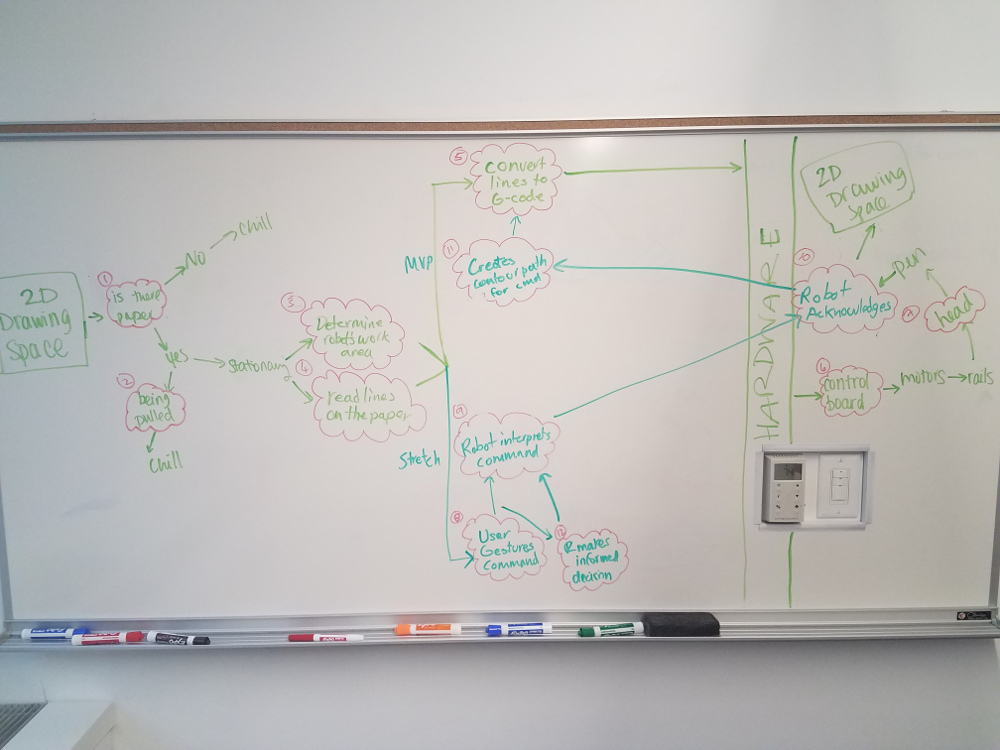 2D
Drawing
Space
1
is there
paper
No
Chill
yes
2
being
pulled
Chill
Stationary
3
Determine
robot's work
area
4
read lines
on the paper
MVP
Stretch
5
Convert
lines to
G-code
11
Creates
contour path
for cmd
9
Robot interprets
command
8
User
Gestures
command
12
R makes
informed
decision
HARDWARE
2D
Drawing
Space
10
Robot
Acknowledges
pen
head
6
control
board
motors
rails